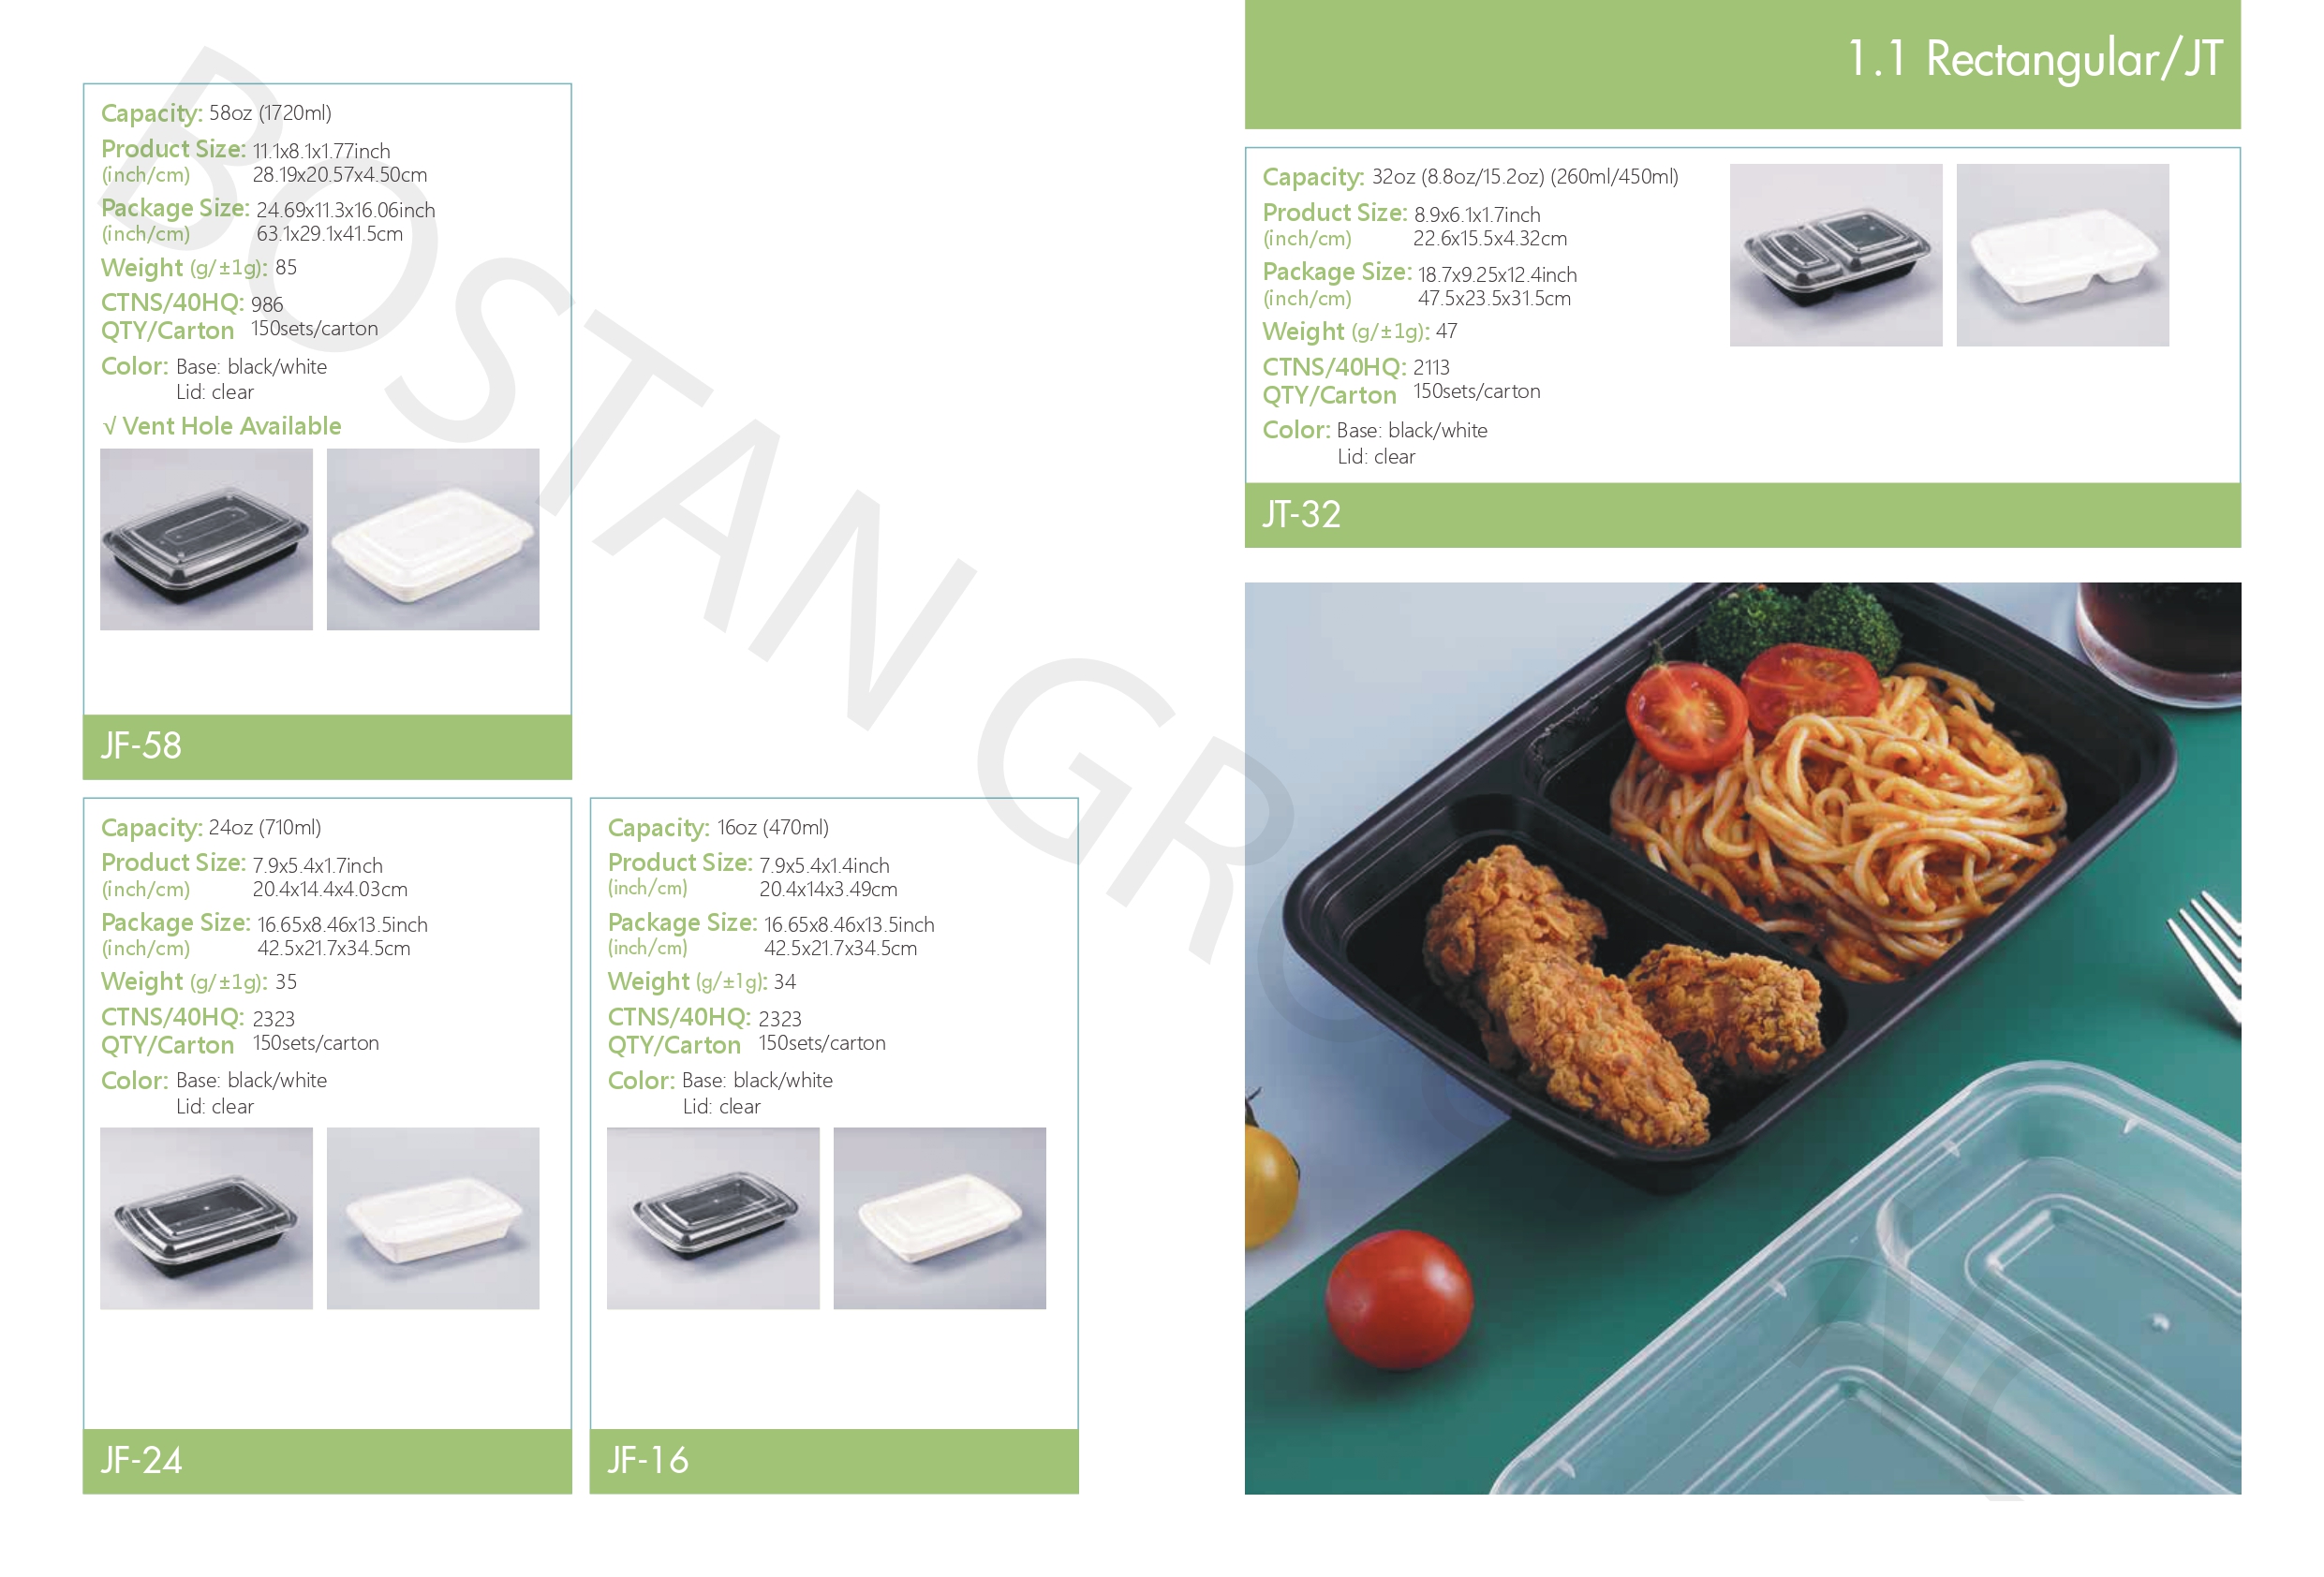 Capacity: 58oz (1720ml)
Product Size: 11.1x8.1x1.77inch
(inch/cm) 28.19x20.57x4.50cm
Package Size: 24.69x11.3x16.06inch
(inch/cm) 63.1x29.1x41.5cm
Weight (g/±1g): 85
CTNS/40HQ: 986
QTY/Carton 150sets/carton
Color: Base: black/white
Lid: clear
√ Vent Hole Available
JF-58
Capacity: 24oz (710ml)
Product Size: 7.9x5.4x1.7inch
(inch/cm) 20.4x14.4x4.03cm
Package Size: 16.65x8.46x13.5inch
(inch/cm) 42.5x21.7x34.5cm
Weight (g/±1g): 35
CTNS/40HQ: 2323
QTY/Carton 150sets/carton
Color: Base: black/white
Lid: clear
JF-24
Capacity: 16oz (470ml)
Product Size: 7.9x5.4x1.4inch
(inch/cm) 20.4x14x3.49cm
Package Size: 16.65x8.46x13.5inch
(inch/cm) 42.5x21.7x34.5cm
Weight (g/±1g): 34
CTNS/40HQ: 2323
QTY/Carton 150sets/carton
Color: Base: black/white
Lid: clear
JF-16
1.1 Rectangular/JT
Capacity: 32oz (8.8oz/15.2oz) (260ml/450ml)
Product Size: 8.9x6.1x1.7inch
(inch/cm) 22.6x15.5x4.32cm
Package Size: 18.7x9.25x12.4inch
(inch/cm) 47.5x23.5x31.5cm
Weight (g/±1g): 47
CTNS/40HQ: 2113
QTY/Carton 150sets/carton
Color: Base: black/white
Lid: clear
JT-32
BOSTAN